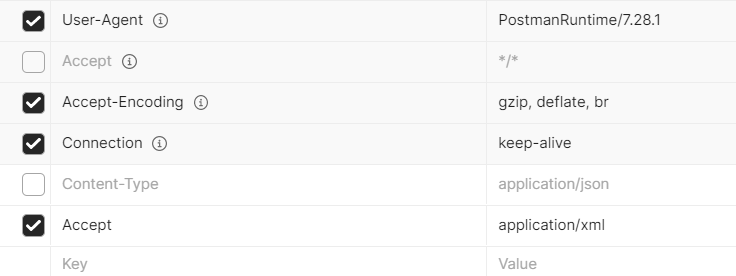 User-Agent PostmanRuntime/7.28.1
Accept */*
Accept-Encoding gzip, deflate, br
Connection keep-alive
Content-Type application/json
Accept application/xml
Key Value